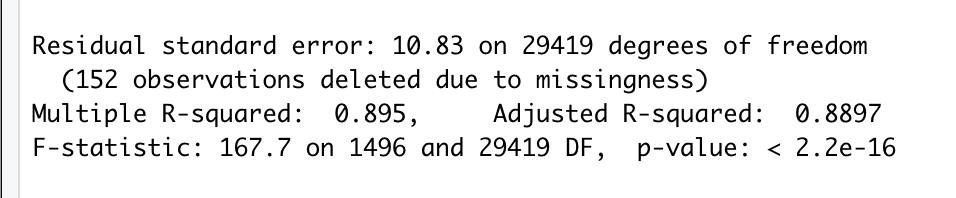 Residual standard error: 10.83 on 29419 degrees of freedom
  (152 observations deleted due to missingness)
Multiple R-squared:  0.895,	Adjusted R-squared:  0.8897
F-statistic: 167.7 on 1496 and 29419 DF,  p-value: < 2.2e-16